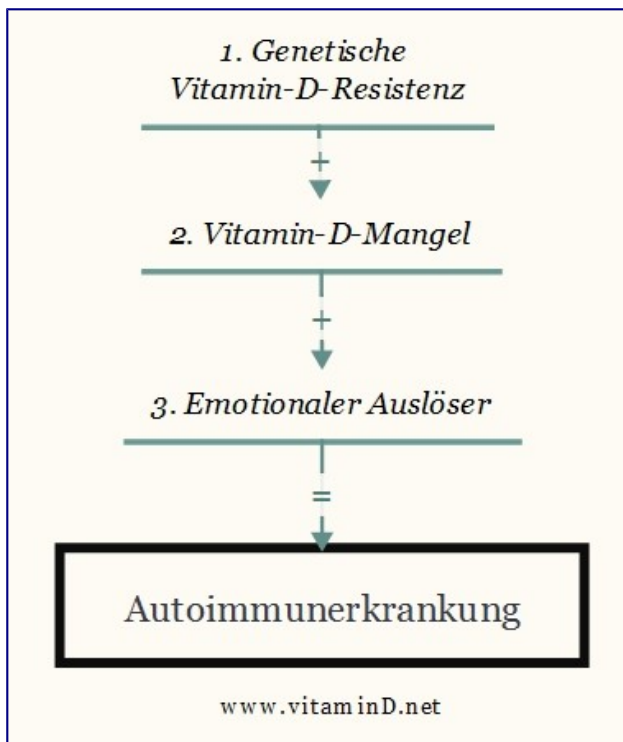 1. Genetische
Vitamin-D-Resistenz
+
2. Vitamin-D-Mangel
+
3. Emotionaler Auslöser
=
Autoimmunerkrankung
www.vitaminD.net